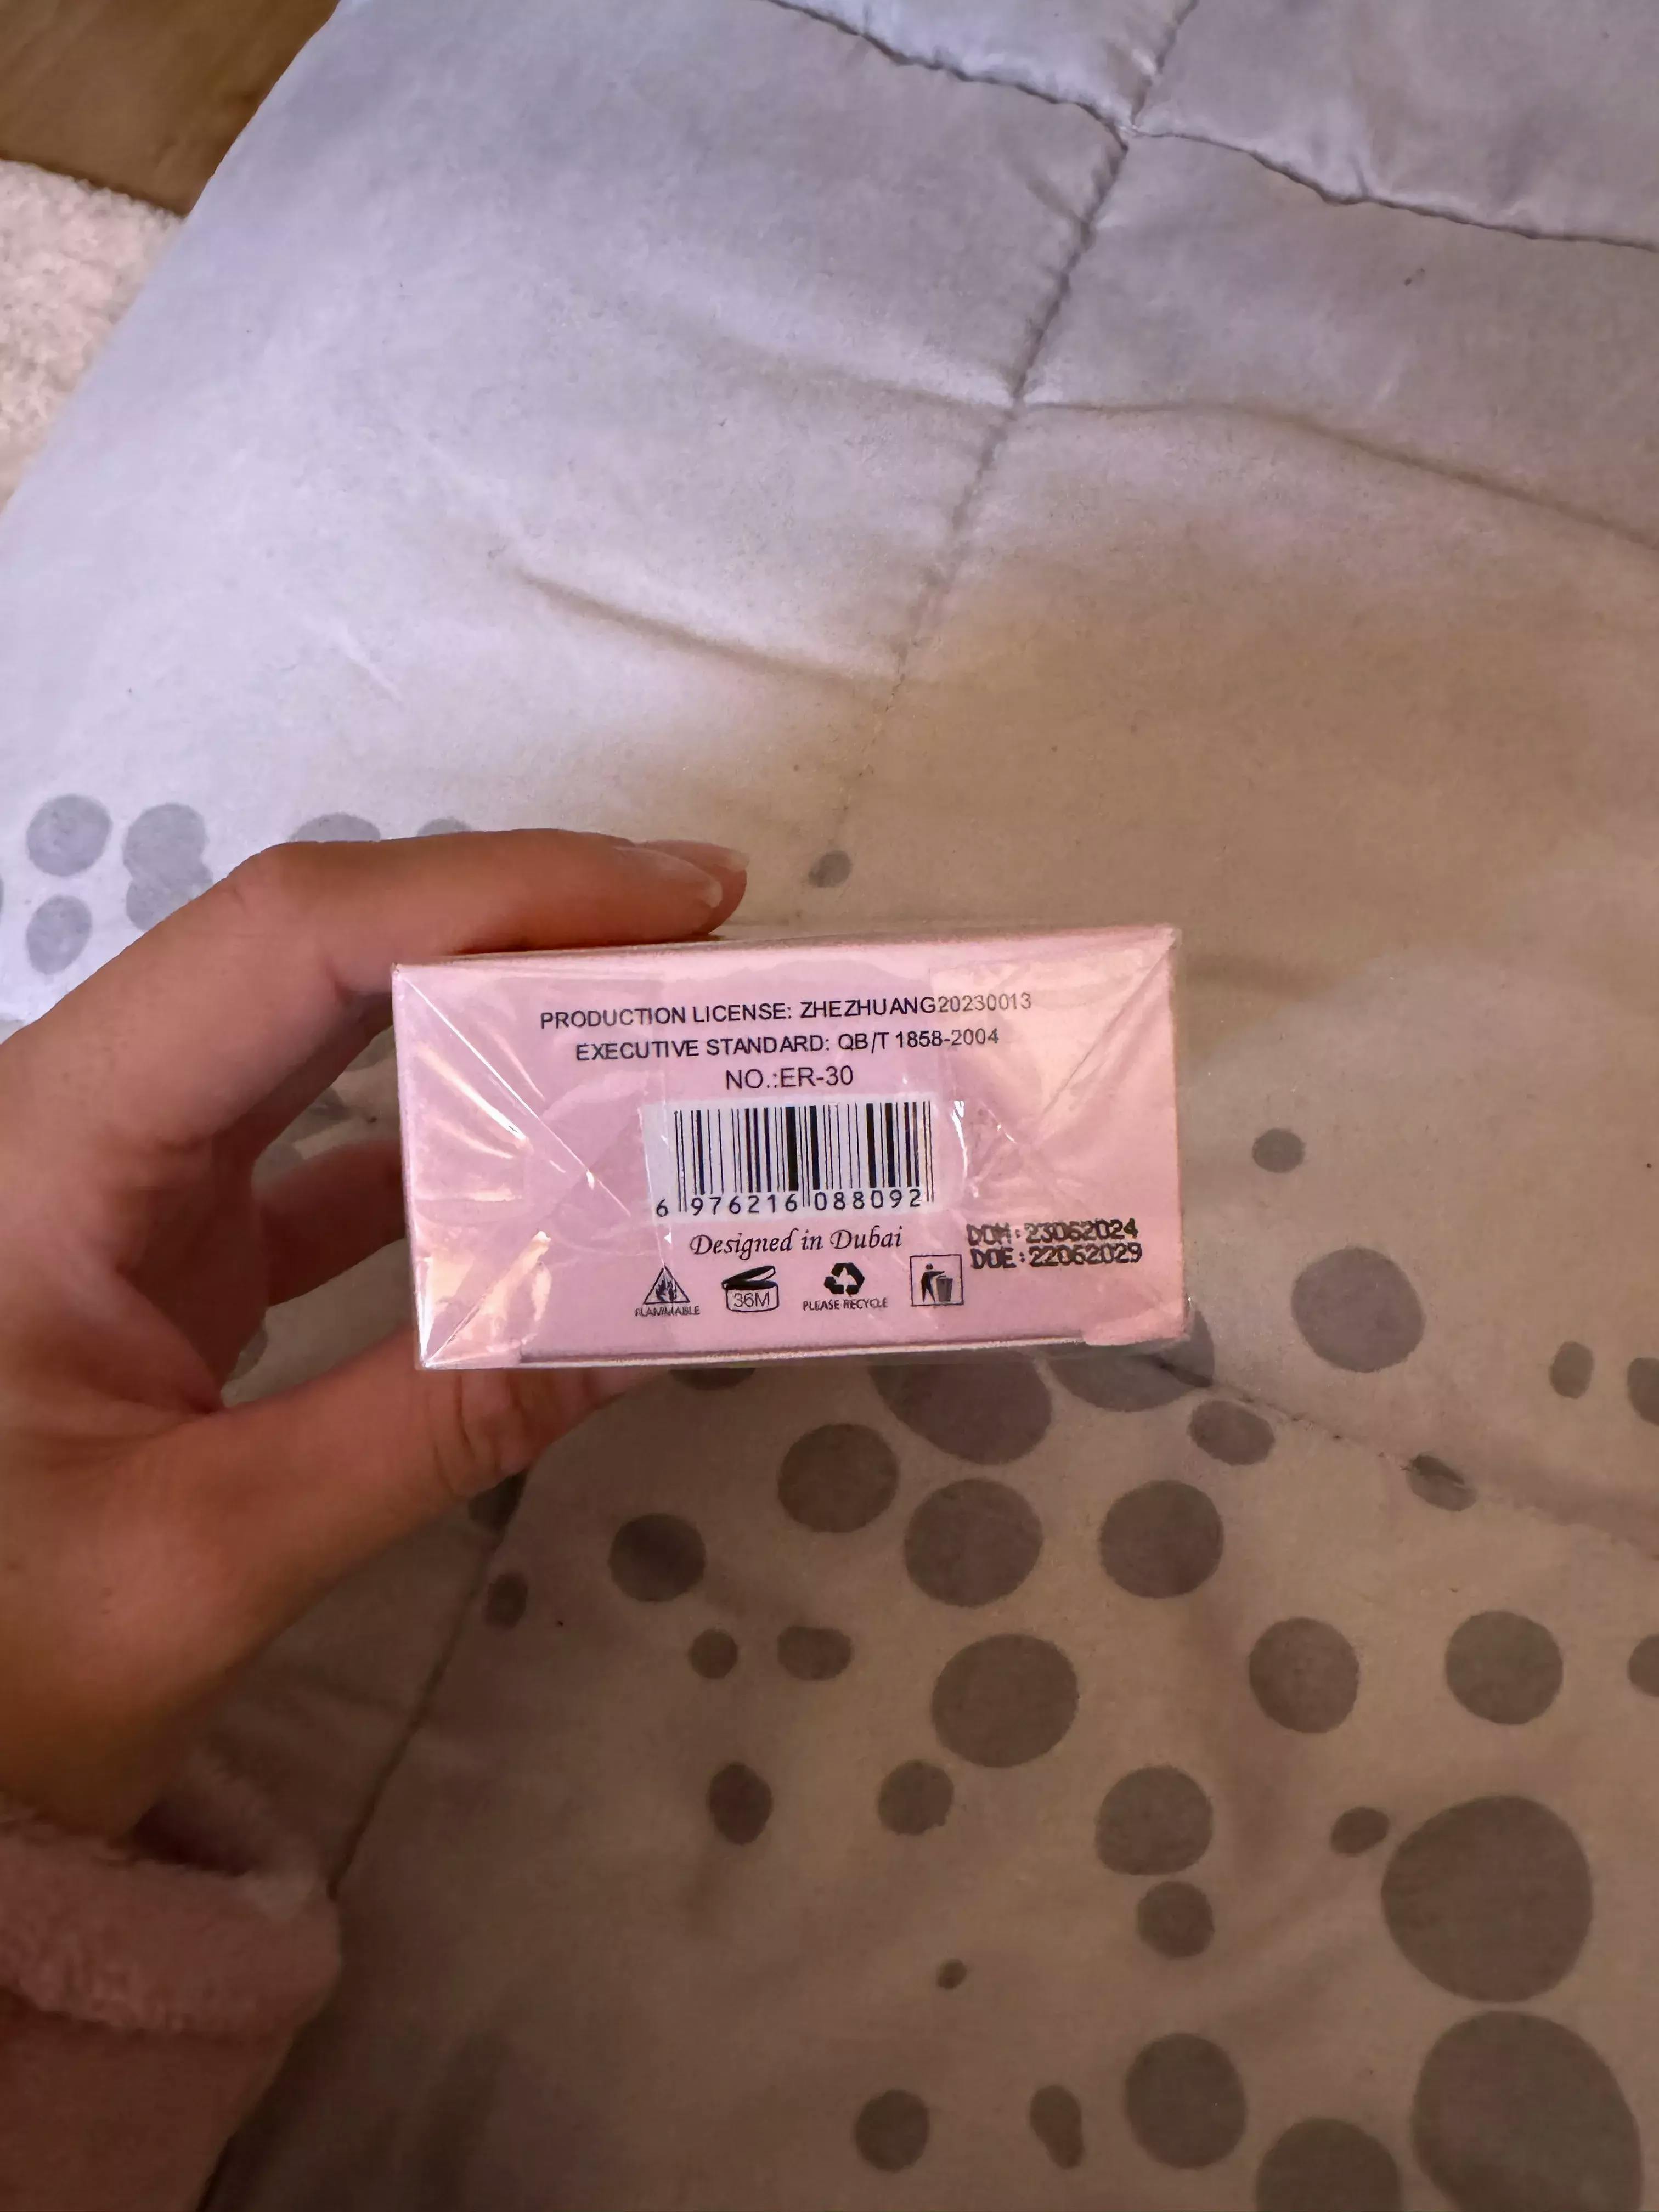 PRODUCTION LICENSE: ZHEZHUANG20230013
EXECUTIVE STANDARD: QB/T 1858-2004
NO.:ER-30
6 976216 088092
Designed in Dubai
DOM:23062024
DOE:22062029
FLAMMABLE
36M
PLEASE RECYCLE